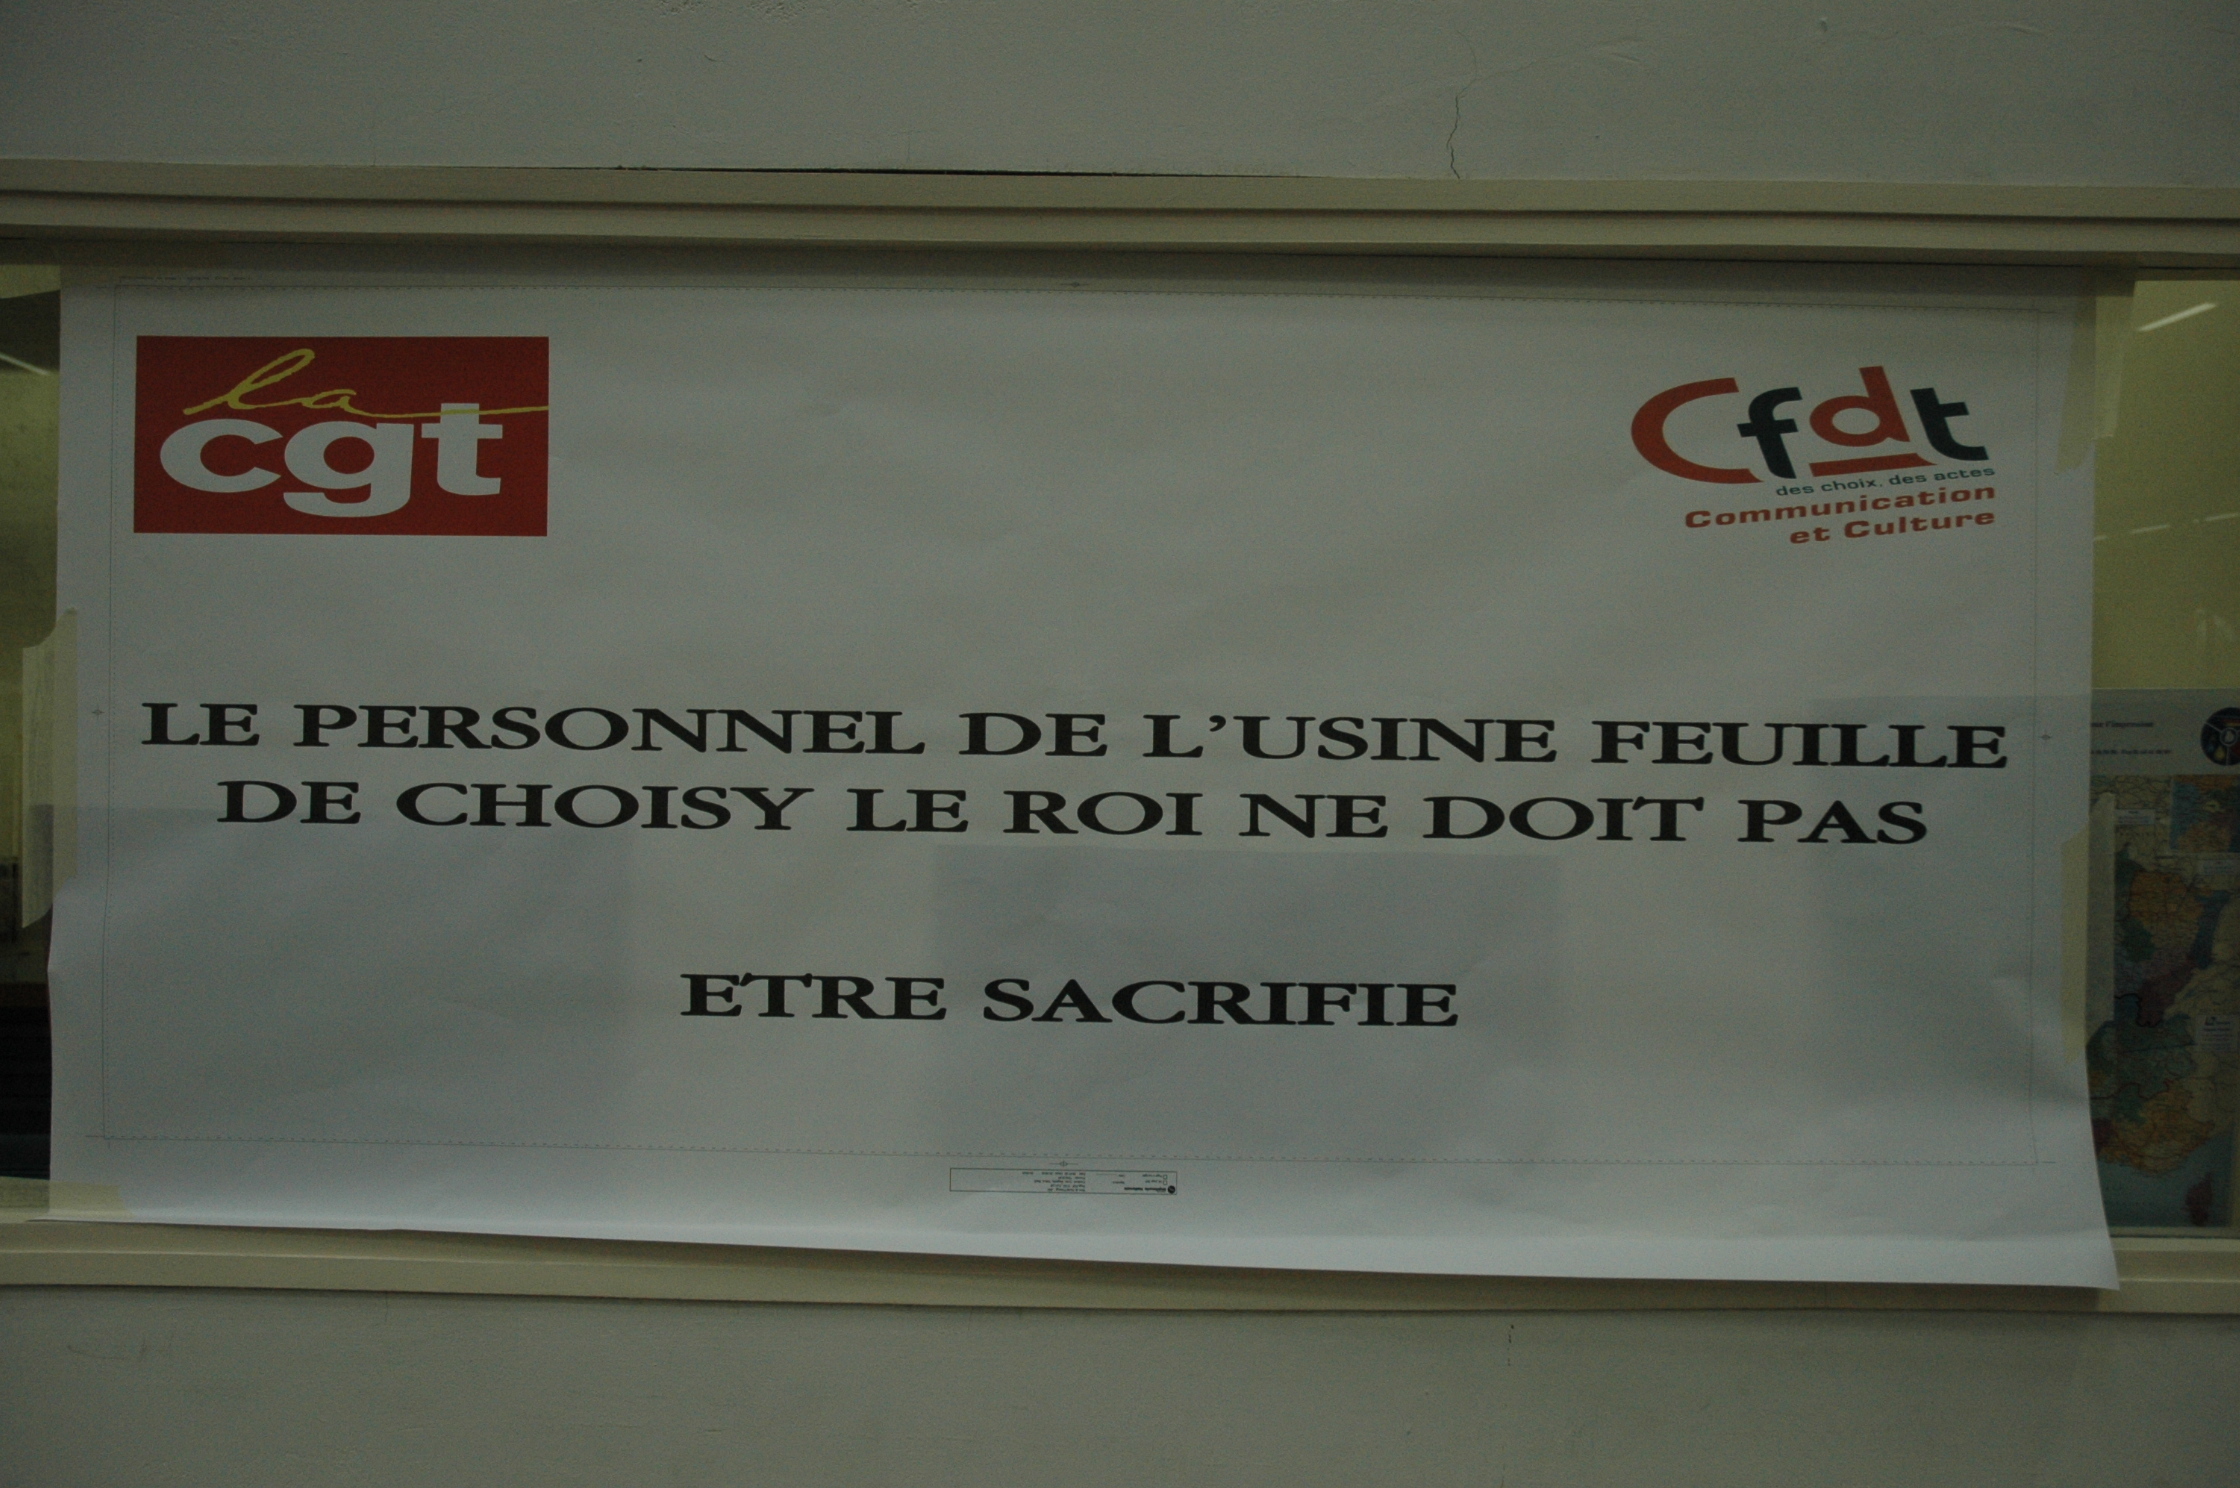 la
cgt
Cfdt
des choix, des actes
Communication
et Culture
LE PERSONNEL DE L'USINE FEUILLE
DE CHOISY LE ROI NE DOIT PAS
ETRE SACRIFIE